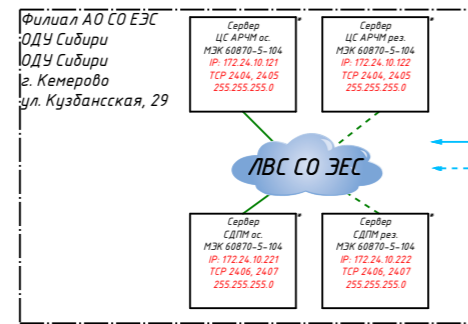 Филиал АО СО ЕЭС
ОДУ Сибири
ОДУ Сибири
г. Кемерово
ул. Кузбансская, 29
Сервер
ЦС АРЧМ ос.
МЭК 60870-5-104
IP: 172.24.10.121
TCP 2404, 2405
255.255.255.0
*
Сервер
ЦС АРЧМ рез.
МЭК 60870-5-104
IP: 172.24.10.122
TCP 2404, 2405
255.255.255.0
*
ЛВС СО ЭЕС
Сервер
СДПМ ос.
МЭК 60870-5-104
IP: 172.24.10.221
TCP 2406, 2407
255.255.255.0
*
Сервер
СДПМ рез.
МЭК 60870-5-104
IP: 172.24.10.222
TCP 2406, 2407
255.255.255.0
*